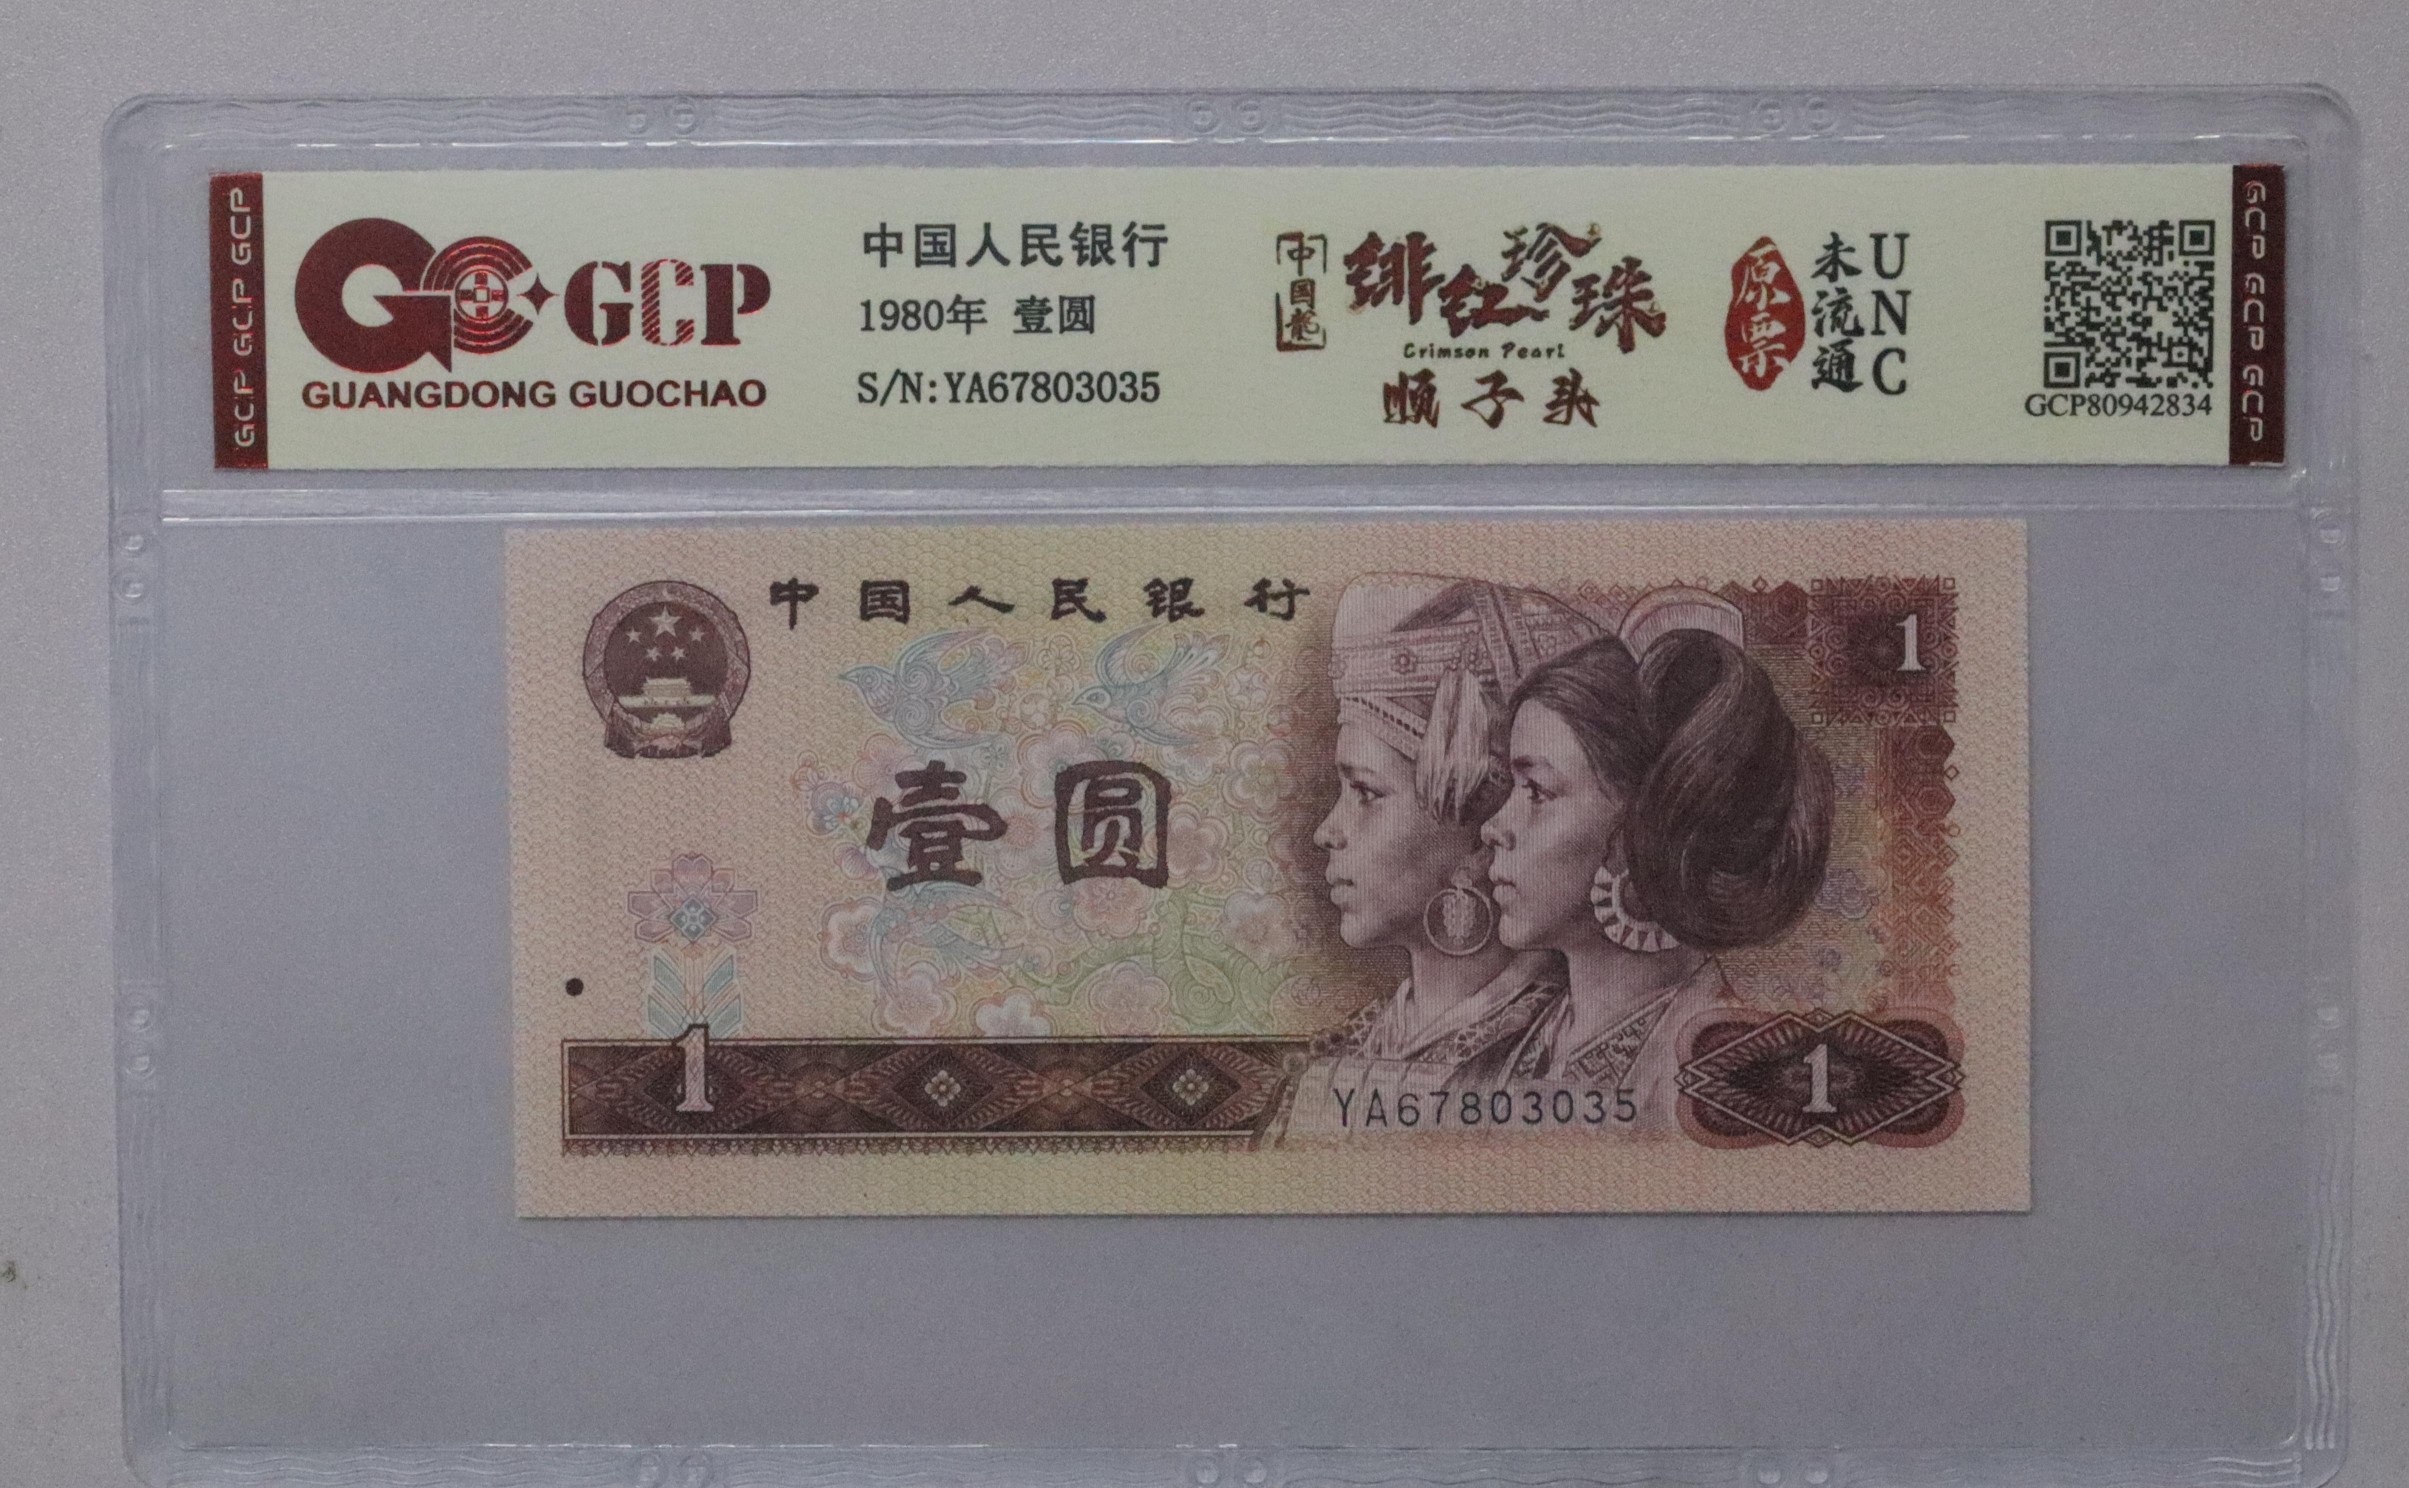 GCP GCP GCP
GCP
GUANGDONG GUOCHAO
中国人民银行
1980年 壹圆
S/N:YA67803035
中国龙
绯红珍珠
Crimson Pearl
顺子头
原票
未流通
UNC
GCP80942834
GCP GCP GCP
中国人民银行
1
壹圆
1
YA67803035
1